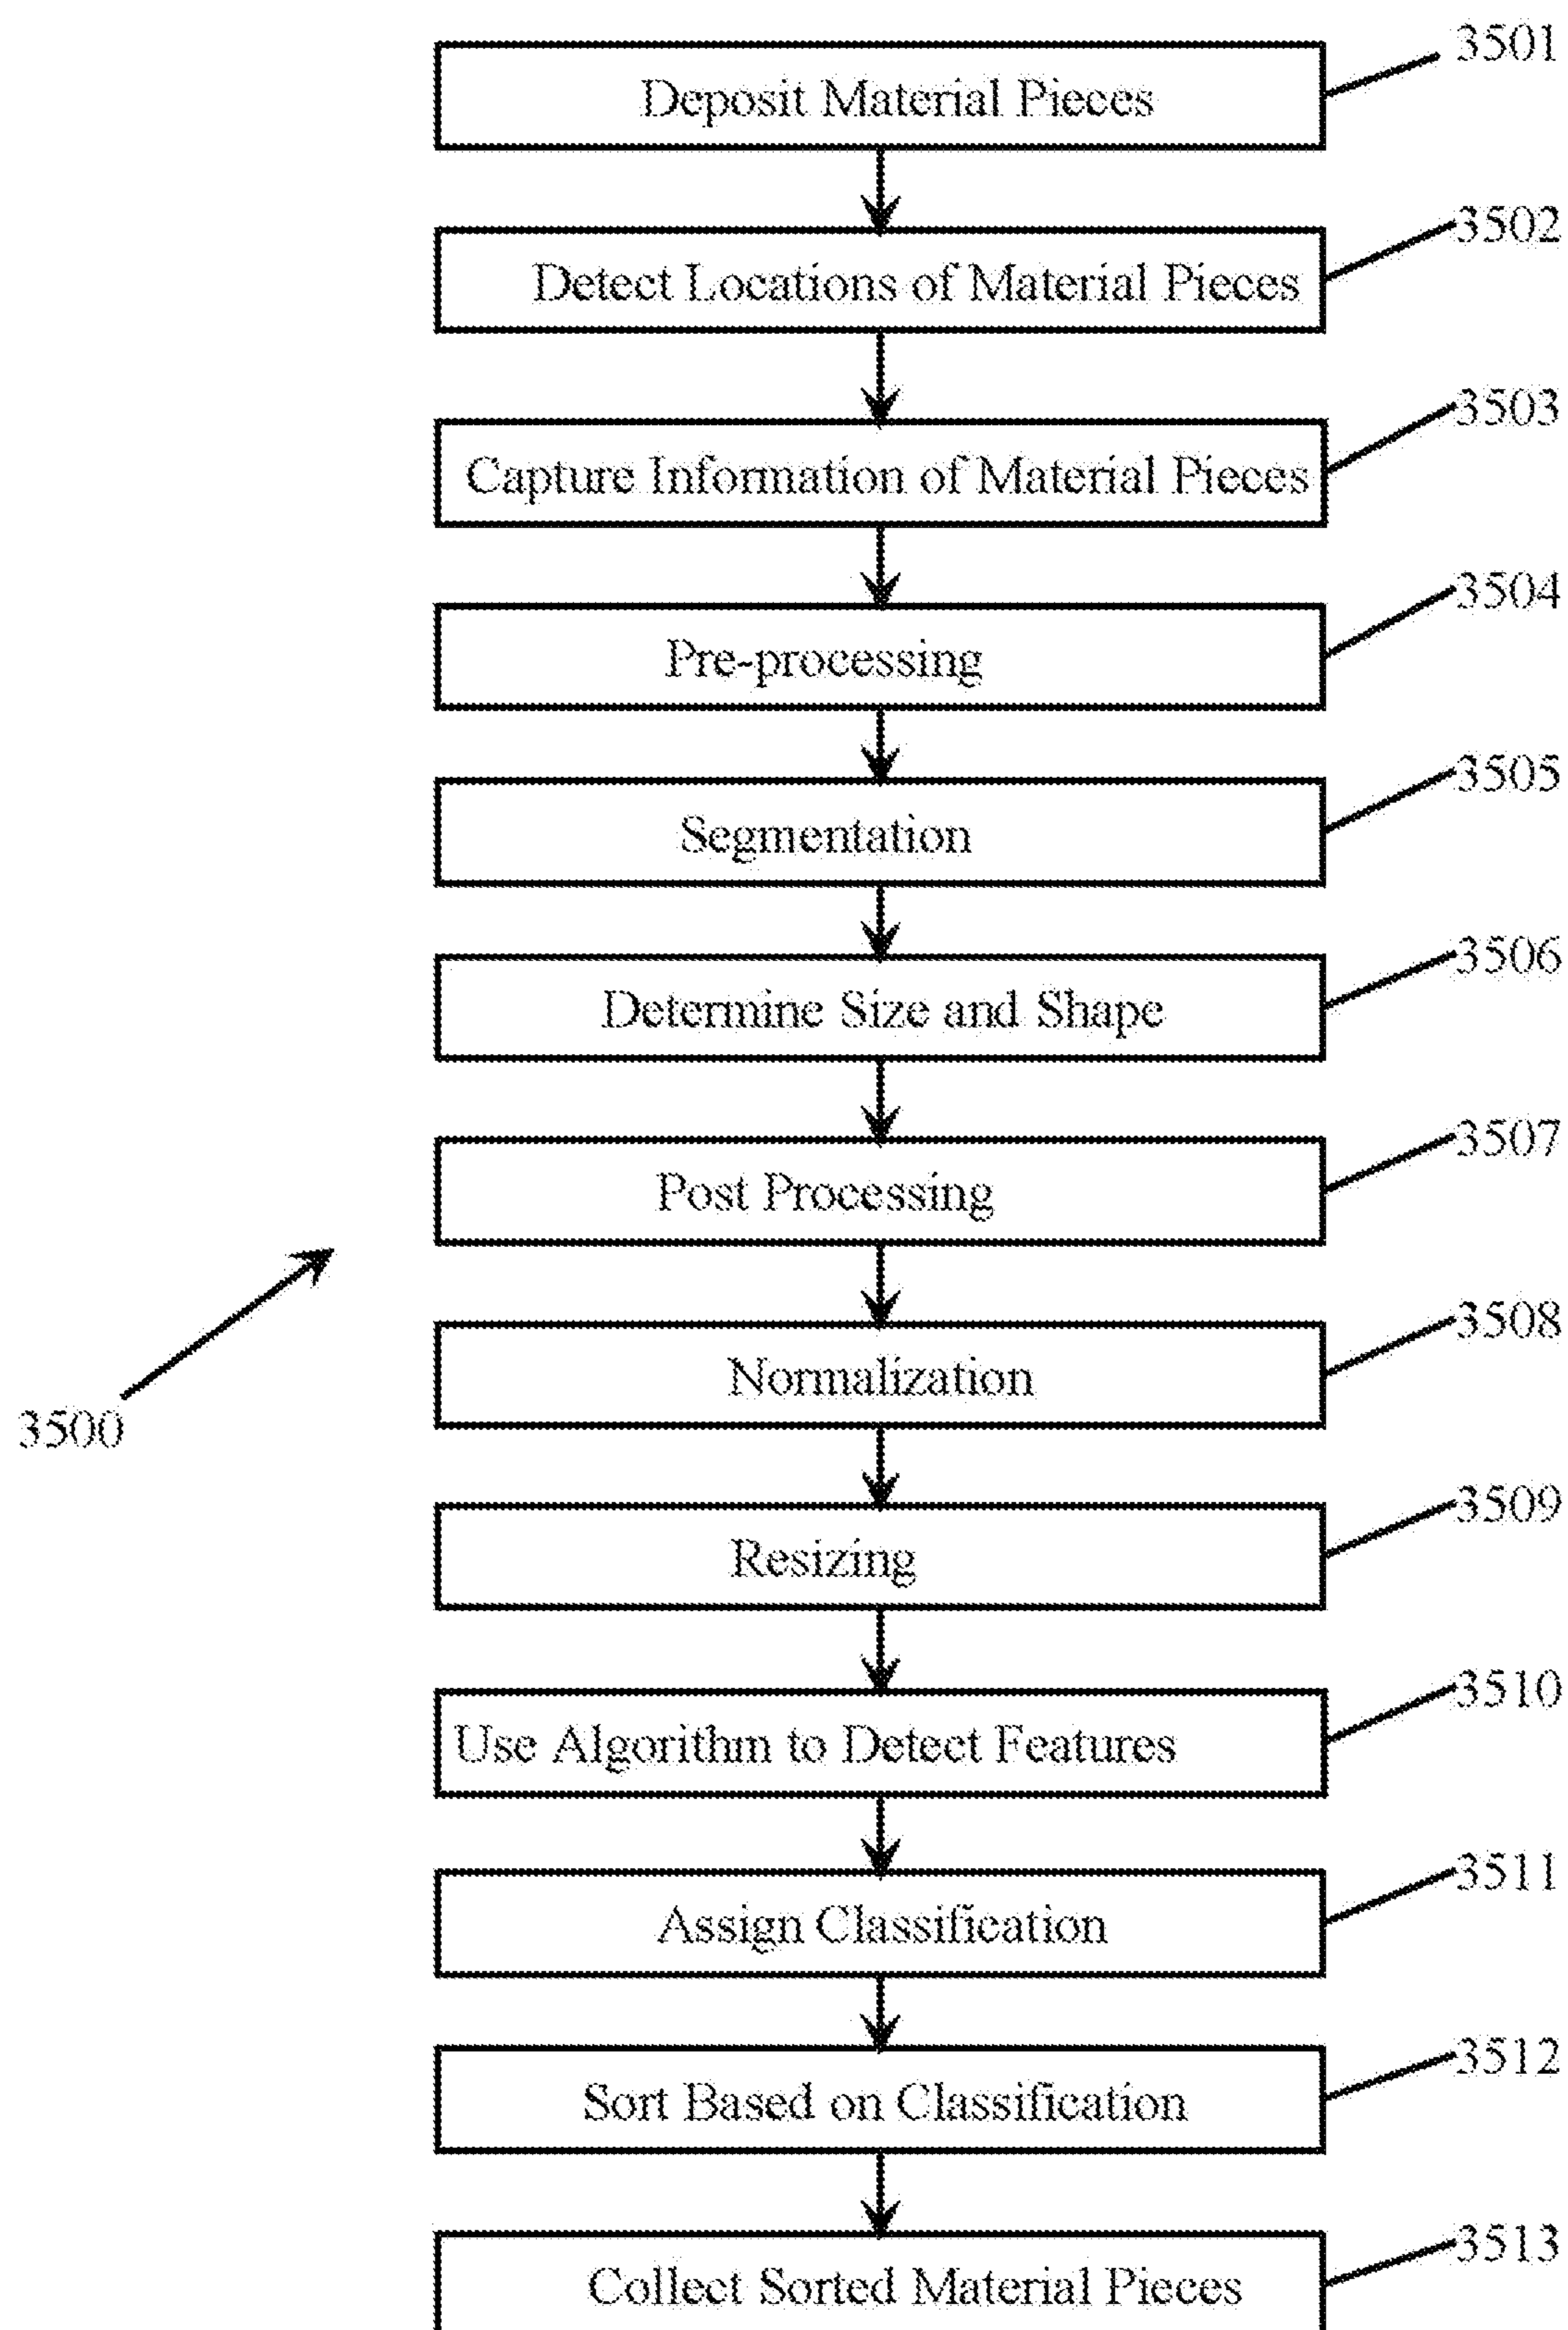 Deposit Material Pieces
3501
Detect Locations of Material Pieces
3502
Capture Information of Material Pieces
3503
Pre-processing
3504
Segmentation
3505
Determine Size and Shape
3506
Post Processing
3507
Normalization
3508
3500
Resizing
3509
Use Algorithm to Detect Features
3510
Assign Classification
3511
Sort Based on Classification
3512
Collect Sorted Material Pieces
3513